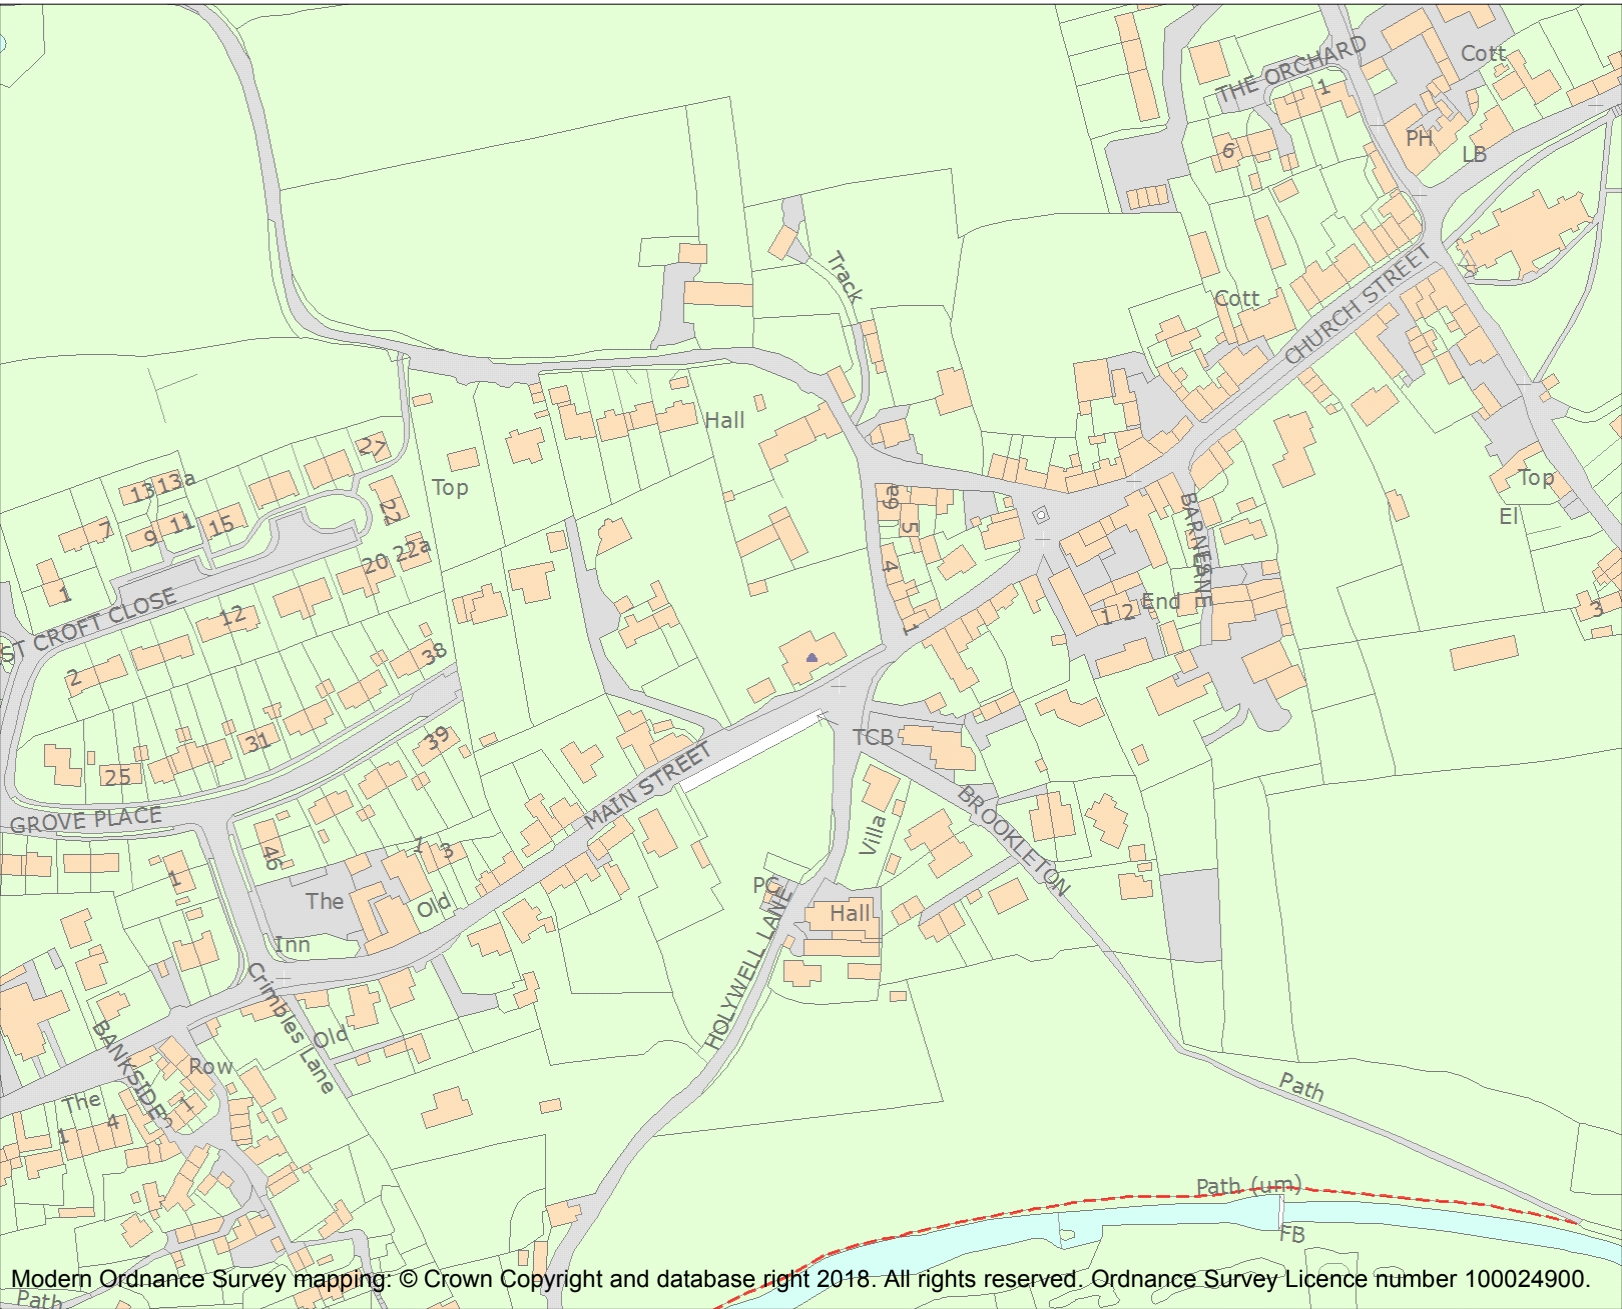 THE ORCHARD
1
Cott
PH
LB
6
Track
Cott
CHURCH STREET
Hall
27
Top
13 13a
22
6a
5
Top
El
7
9
11
15
20 22a
4
BARNES LANE
1
ST CROFT CLOSE
12
End
1 2
1
3
2
38
31
39
25
TCB
MAIN STREET
GROVE PLACE
BROOKLETON
Villa
46
1
3
1
The
Old
PC
Hall
Inn
HOLYWELL LANE
Crimbles Lane
Old
BANKSIDE
Row
The
1
3
4
1
Path
Path (um)
FB
Path
Modern Ordnance Survey mapping: © Crown Copyright and database right 2018. All rights reserved. Ordnance Survey Licence number 100024900.